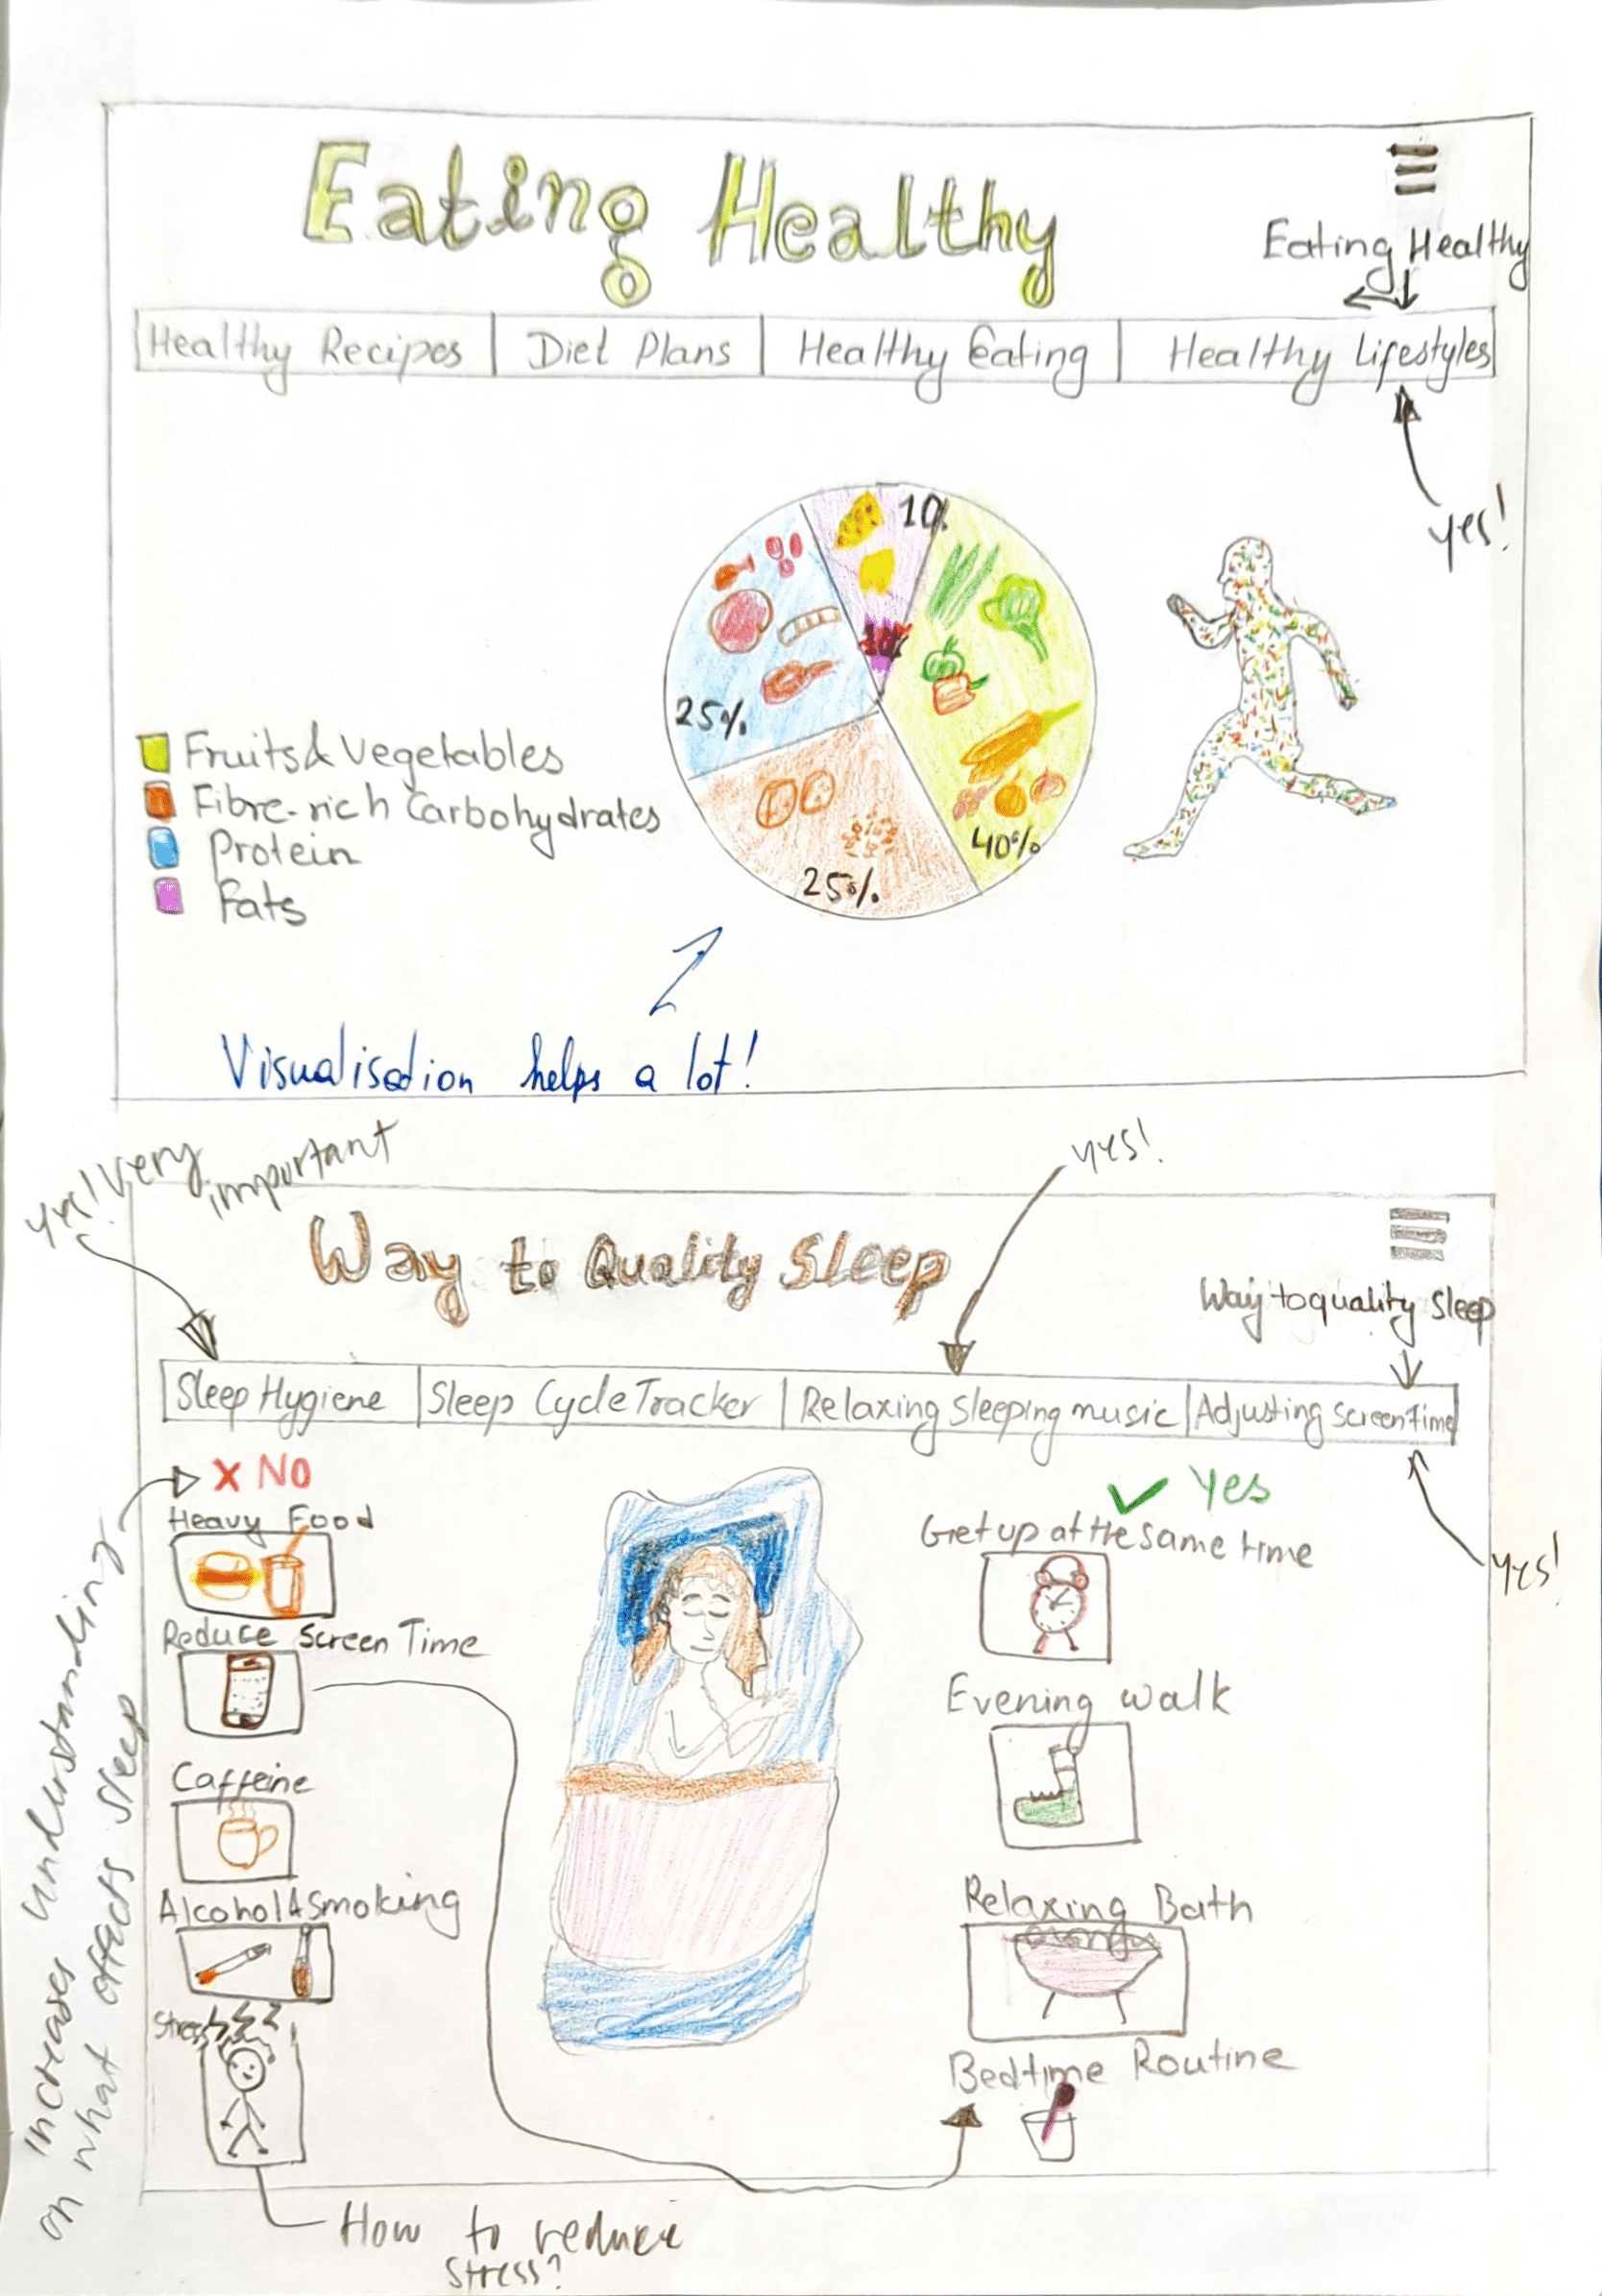 Eating Healthy
Eating Healthy
Healthy Recipes
Diet Plans
Healthy Eating
Healthy Lifestyles
yes!
10%
25%
40%
25%
Fruits & Vegetables
Fibre-rich Carbohydrates
Protein
Fats
Visualisation helps a lot!
yes! Very
important
yes!
Way to Quality Sleep
Way to quality Sleep
Sleep Hygiene
Sleep Cycle Tracker
Relaxing Sleeping music
Adjusting screen time
yes!
X NO
Heavy Food
Reduce Screen Time
Caffeine
Alcohol & Smoking
Stress
✓ Yes
Get up at the same time
Evening walk
Relaxing Bath
Bedtime Routine
increases understanding
on what effects sleep
How to reduce
stress?